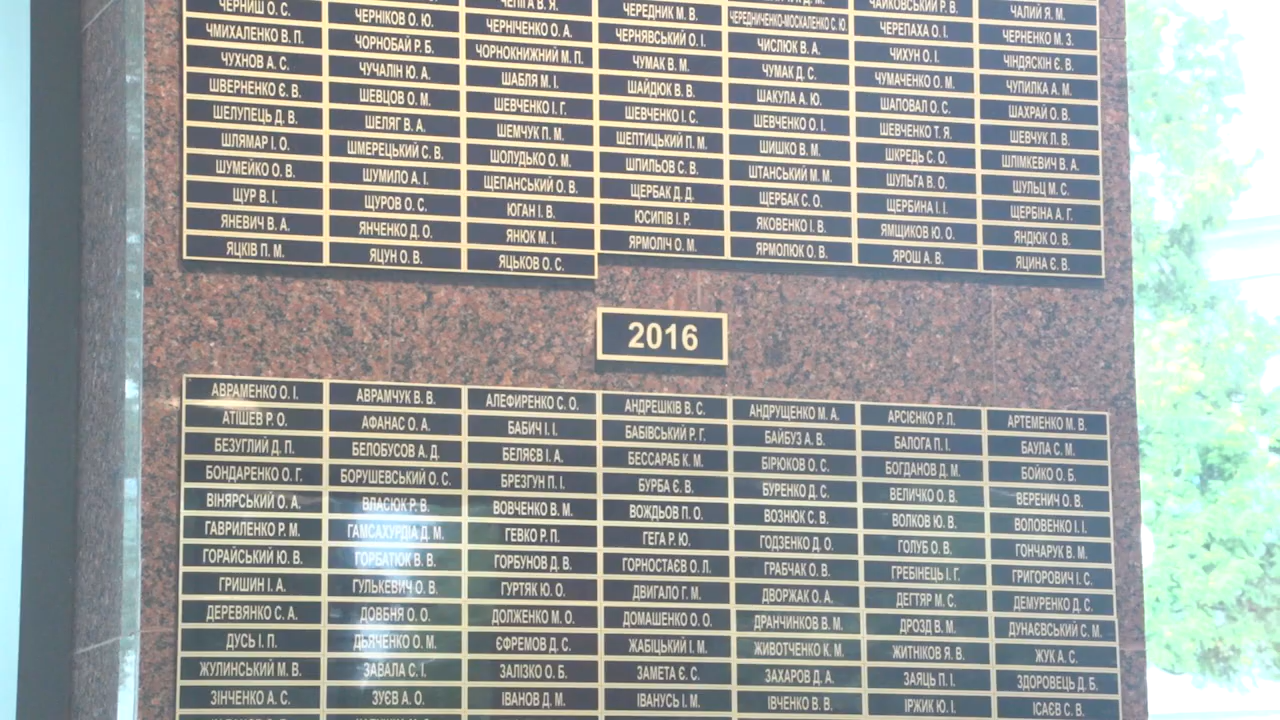 ЧЕРНИШ О. С. ЧЕРНІКОВ О. Ю. ЧЕНІГА В. Я. ЧЕРЕДНИК М. В. ЧЕРЕДНИЧЕНКО-МОСКАЛЕНКО С. Ю. ЧАЙКОВСЬКИЙ Р. В. ЧАЛИЙ Я. М.
ЧМИХАЛЕНКО В. П. ЧОРНОБАЙ Р. Б. ЧЕРНІЧЕНКО О. А. ЧЕРНЯВСЬКИЙ О. І. ЧИСЛЮК В. А. ЧЕРЕПАХА О. І. ЧЕРНЕНКО М. З.
ЧУХНОВ А. С. ЧУЧАЛІН Ю. А. ЧОРНОКНИЖНИЙ М. П. ЧУМАК В. М. ЧУМАК Д. С. ЧИХУН О. І. ЧІНДЯСКІН Є. В.
ШВЕРНЕНКО Є. В. ШЕВЦОВ О. М. ШАБЛЯ М. І. ШАЙДЮК В. В. ШАКУЛА А. Ю. ЧУМАЧЕНКО О. М. ЧУПИЛКА А. М.
ШЕЛУПЕЦЬ Д. В. ШЕЛЯГ В. А. ШЕВЧЕНКО І. Г. ШЕВЧЕНКО І. С. ШЕВЧЕНКО О. І. ШАПОВАЛ О. С. ШАХРАЙ О. В.
ШЛЯМАР І. О. ШМЕРЕЦЬКИЙ С. В. ШЕМЧУК П. М. ШЕПТИЦЬКИЙ П. М. ШИШКО В. М. ШЕВЧЕНКО Т. Я. ШЕВЧУК Л. В.
ШУМЕЙКО О. В. ШУМИЛО А. І. ШОЛУДЬКО О. М. ШПИЛЬОВ С. В. ШТАНСЬКИЙ М. М. ШКРЕДЬ С. О. ШЛІМКЕВИЧ В. А.
ЩУР В. І. ЩУРОВ О. С. ЩЕПАНСЬКИЙ О. В. ЩЕРБАК Д. Д. ЩЕРБАК С. О. ШУЛЬГА В. О. ШУЛЬЦ М. С.
ЯНЕВИЧ В. А. ЯНЧЕНКО Д. О. ЮГАН І. В. ЮСИПІВ І. Р. ЯКОВЕНКО І. В. ЩЕРБИНА І. І. ЩЕРБІНА А. Г.
ЯЦКІВ П. М. ЯЦУН О. В. ЯНЮК М. І. ЯРМОЛІЧ О. М. ЯРМОЛЮК О. В. ЯМЩИКОВ Ю. О. ЯНДЮК О. В.
ЯЦЬКОВ О. С. ЯРОШ А. В. ЯЦИНА Є. В.
2016
АВРАМЕНКО О. І. АВРАМЧУК В. В. АЛЕФИРЕНКО С. О. АНДРЕШКІВ В. С. АНДРУЩЕНКО М. А. АРСІЄНКО Р. Л. АРТЕМЕНКО М. В.
АТІШЕВ Р. О. АФАНАС О. А. БАБИЧ І. І. БАБІВСЬКИЙ Р. Г. БАЙБУЗ А. В. БАЛОГА П. І. БАУЛА С. М.
БЕЗУГЛИЙ Д. П. БЕЛОБУСОВ А. Д. БЕЛЯЄВ І. А. БЕССАРАБ К. М. БІРЮКОВ О. С. БОГДАНОВ Д. М. БОЙКО О. Б.
БОНДАРЕНКО О. Г. БОРУШЕВСЬКИЙ О. С. БРЕЗГУН П. І. БУРБА Є. В. БУРЕНКО Д. С. ВЕЛИЧКО О. В. ВЕРЕНИЧ О. В.
ВІНЯРСЬКИЙ О. А. ВЛАСЮК Р. В. ВОВЧЕНКО В. М. ВОЖДЬОВ П. О. ВОЗНЮК С. В. ВОЛКОВ Ю. В. ВОЛОВЕНКО І. І.
ГАВРИЛЕНКО Р. М. ГАМСАХУРДІА Д. М. ГЕВКО Р. П. ГЕГА Р. Ю. ГОДЗЕНКО Д. О. ГОЛУБ О. В. ГОНЧАРУК В. М.
ГОРАЙСЬКИЙ Ю. В. ГОРБАТЮК В. В. ГОРБУНОВ Д. В. ГОРНОСТАЄВ О. Л. ГРАБЧАК О. В. ГРЕБІНЕЦЬ І. Г. ГРИГОРОВИЧ І. С.
ГРИШИН І. А. ГУЛЬКЕВИЧ О. В. ГУРТЯК Ю. О. ДВИГАЛО Г. М. ДВОРЖАК О. А. ДЕГТЯР М. С. ДЕМУРЕНКО Д. С.
ДЕРЕВЯНКО С. А. ДОВБНЯ О. О. ДОЛЖЕНКО М. О. ДОМАШЕНКО О. О. ДРАНЧИНКОВ В. М. ДРОЗД В. М. ДУНАЄВСЬКИЙ С. М.
ДУСЬ І. П. ДЬЯЧЕНКО О. М. ЄФРЕМОВ Д. С. ЖАБІЦЬКИЙ І. М. ЖИВОТЧЕНКО К. М. ЖИТНІКОВ Я. В. ЖУК А. С.
ЖУЛИНСЬКИЙ М. В. ЗАВАЛА С. І. ЗАЛІЗКО О. Б. ЗАМЕТА Є. С. ЗАХАРОВ Д. А. ЗАЯЦЬ П. І. ЗДОРОВЕЦЬ Д. Б.
ЗІНЧЕНКО А. С. ЗУЄВ А. О. ІВАНОВ Д. М. ІВАНУСЬ І. М. ІВЧЕНКО В. В. ІРЖИК Ю. І. ІСАЄВ С. В.